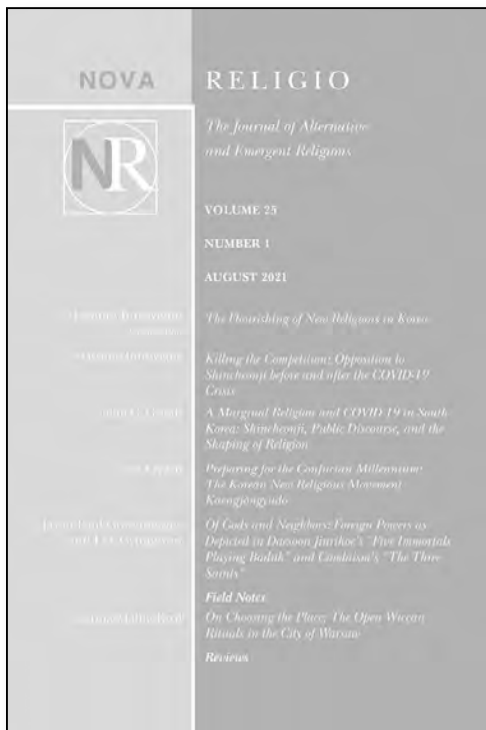 NOVA RELIGIO
The Journal of Alternative
and Emergent Religions
NR
VOLUME 25
NUMBER 1
AUGUST 2021
The Flourishing of New Religions in Korea
Killing the Competition: Opposition to
Shincheonji before and after the COVID-19
Crisis
A Marginal Religion and COVID-19 in South
Korea: Shincheonji, Public Discourse, and the
Shaping of Religion
Preparing for the Confucian Millennium:
The Korean New Religious Movement
Of Gods and Neighbors: Foreign Powers as
Depicted in Daesoon Jinrihoe's "Five Immortals
Playing Baduk" and Caodaism's "The Three
Saints"
Field Notes
On Choosing the Place: The Open Wiccan
Rituals in the City of Warsaw
Reviews